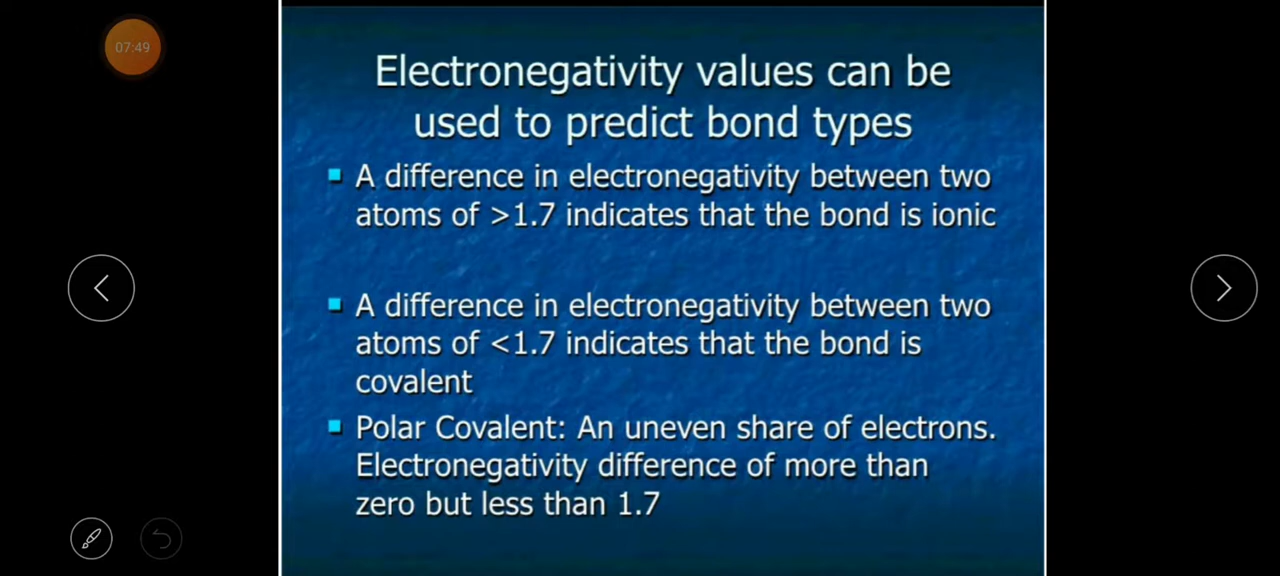 07:49
Electronegativity values can be
used to predict bond types
A difference in electronegativity between two
atoms of >1.7 indicates that the bond is ionic
A difference in electronegativity between two
atoms of <1.7 indicates that the bond is
covalent
Polar Covalent: An uneven share of electrons.
Electronegativity difference of more than
zero but less than 1.7